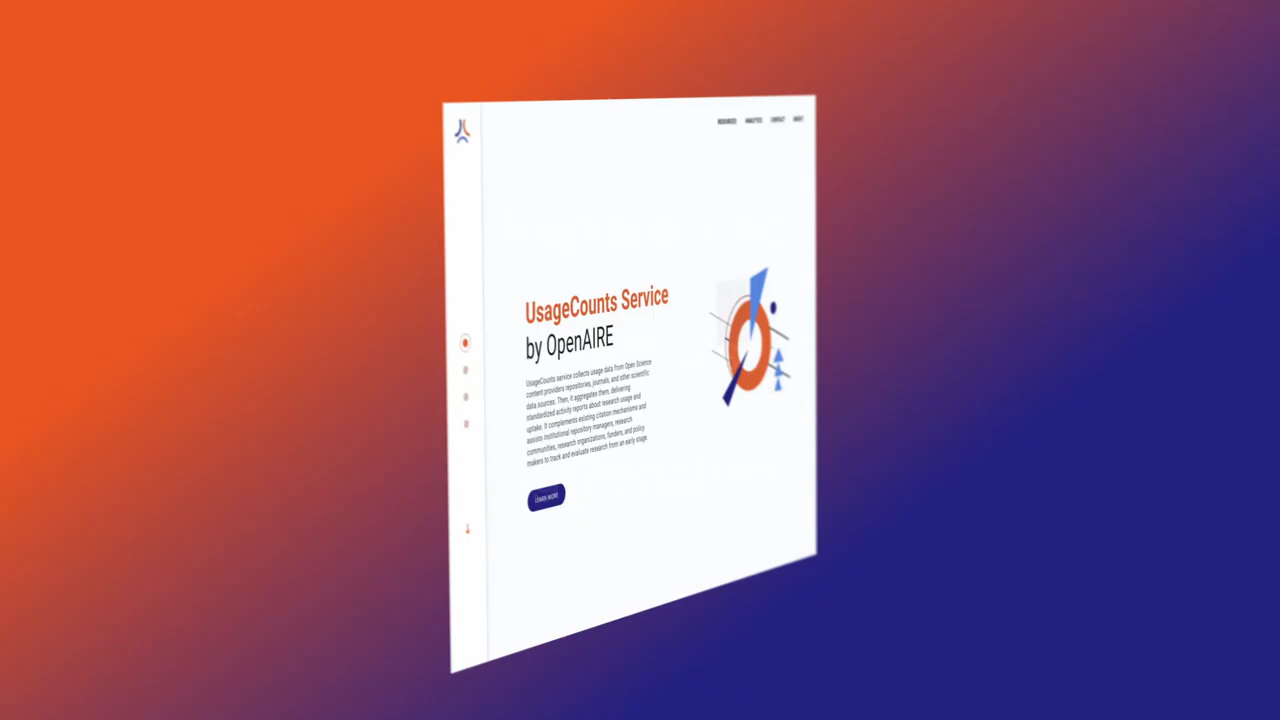 RESOURCES ANALYTICS CONTACT ABOUT
UsageCounts Service
by OpenAIRE
UsageCounts service collects usage data from Open Science
content providers repositories, journals, and other scientific
data sources. Then, it aggregates them, delivering
standardized activity reports about research usage and
uptake. It complements existing citation mechanisms and
assists institutional repository managers, research
communities, research organizations, funders, and policy
makers to track and evaluate research from an early stage.
LEARN MORE